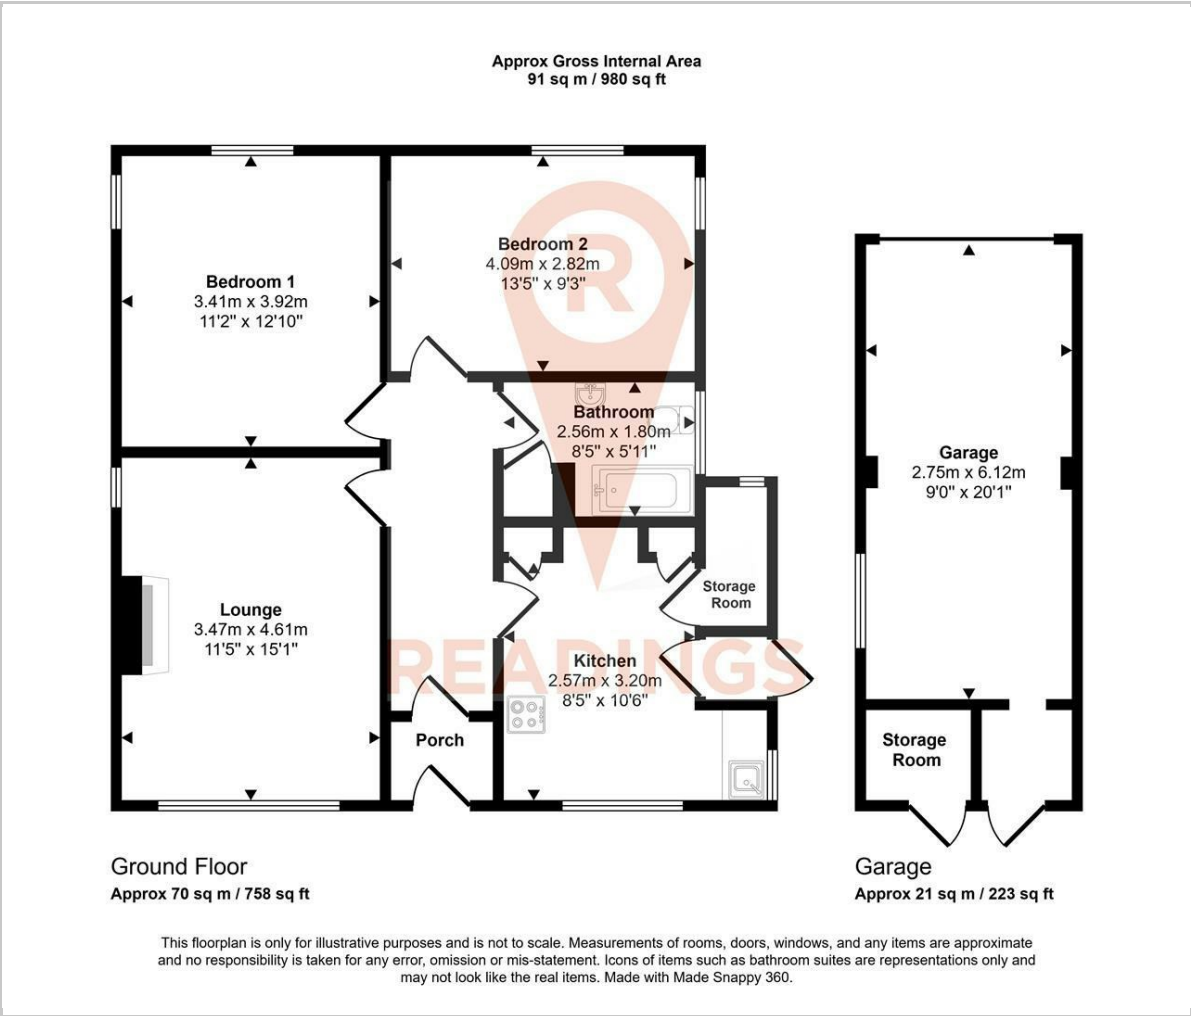 Approx Gross Internal Area
91 sq m / 980 sq ft
Bedroom 1
3.41m x 3.92m
11'2" x 12'10"
Bedroom 2
4.09m x 2.82m
13'5" x 9'3"
R
Bathroom
2.56m x 1.80m
8'5" x 5'11"
Garage
2.75m x 6.12m
9'0" x 20'1"
Lounge
3.47m x 4.61m
11'5" x 15'1"
Storage
Room
READINGS
Kitchen
2.57m x 3.20m
8'5" x 10'6"
Porch
Storage
Room
Ground Floor
Approx 70 sq m / 758 sq ft
Garage
Approx 21 sq m / 223 sq ft
This floorplan is only for illustrative purposes and is not to scale. Measurements of rooms, doors, windows, and any items are approximate
and no responsibility is taken for any error, omission or mis-statement. Icons of items such as bathroom suites are representations only and
may not look like the real items. Made with Made Snappy 360.